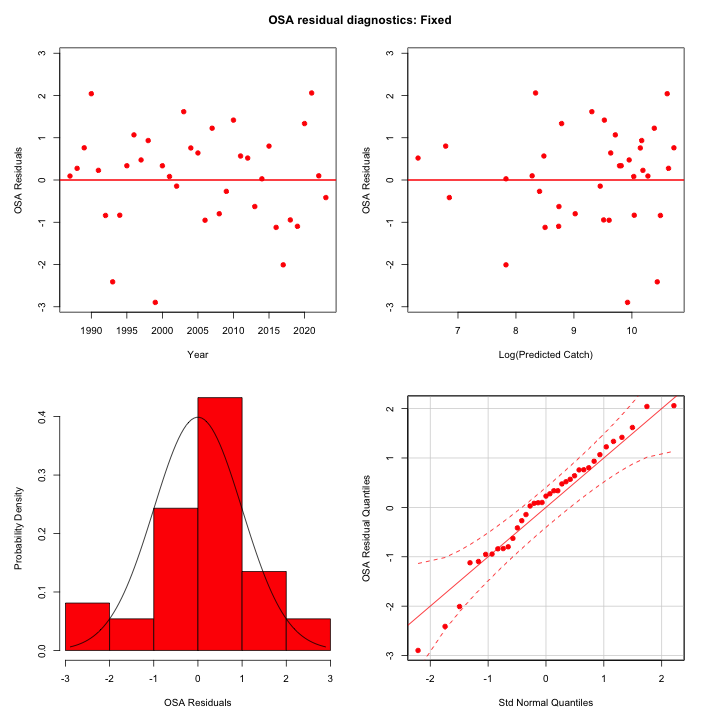 OSA residual diagnostics: Fixed
OSA Residuals
3
2
1
0
-1
-2
-3
1990 1995 2000 2005 2010 2015 2020
Year
OSA Residuals
3
2
1
0
-1
-2
-3
7 8 9 10
Log(Predicted Catch)
Probability Density
0.4
0.3
0.2
0.1
0.0
-3 -2 -1 0 1 2 3
OSA Residuals
OSA Residual Quantiles
2
1
0
-1
-2
-3
-2 -1 0 1 2
Std Normal Quantiles